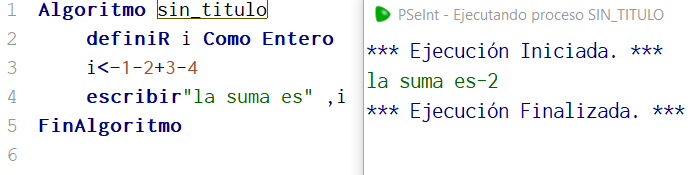 1 Algoritmo sin_titulo
2 definiR i Como Entero
3 i<-1-2+3-4
4 escribir"la suma es" ,i
5 FinAlgoritmo
6
PSeInt - Ejecutando proceso SIN_TITULO
*** Ejecución Iniciada. ***
la suma es-2
*** Ejecución Finalizada. ***